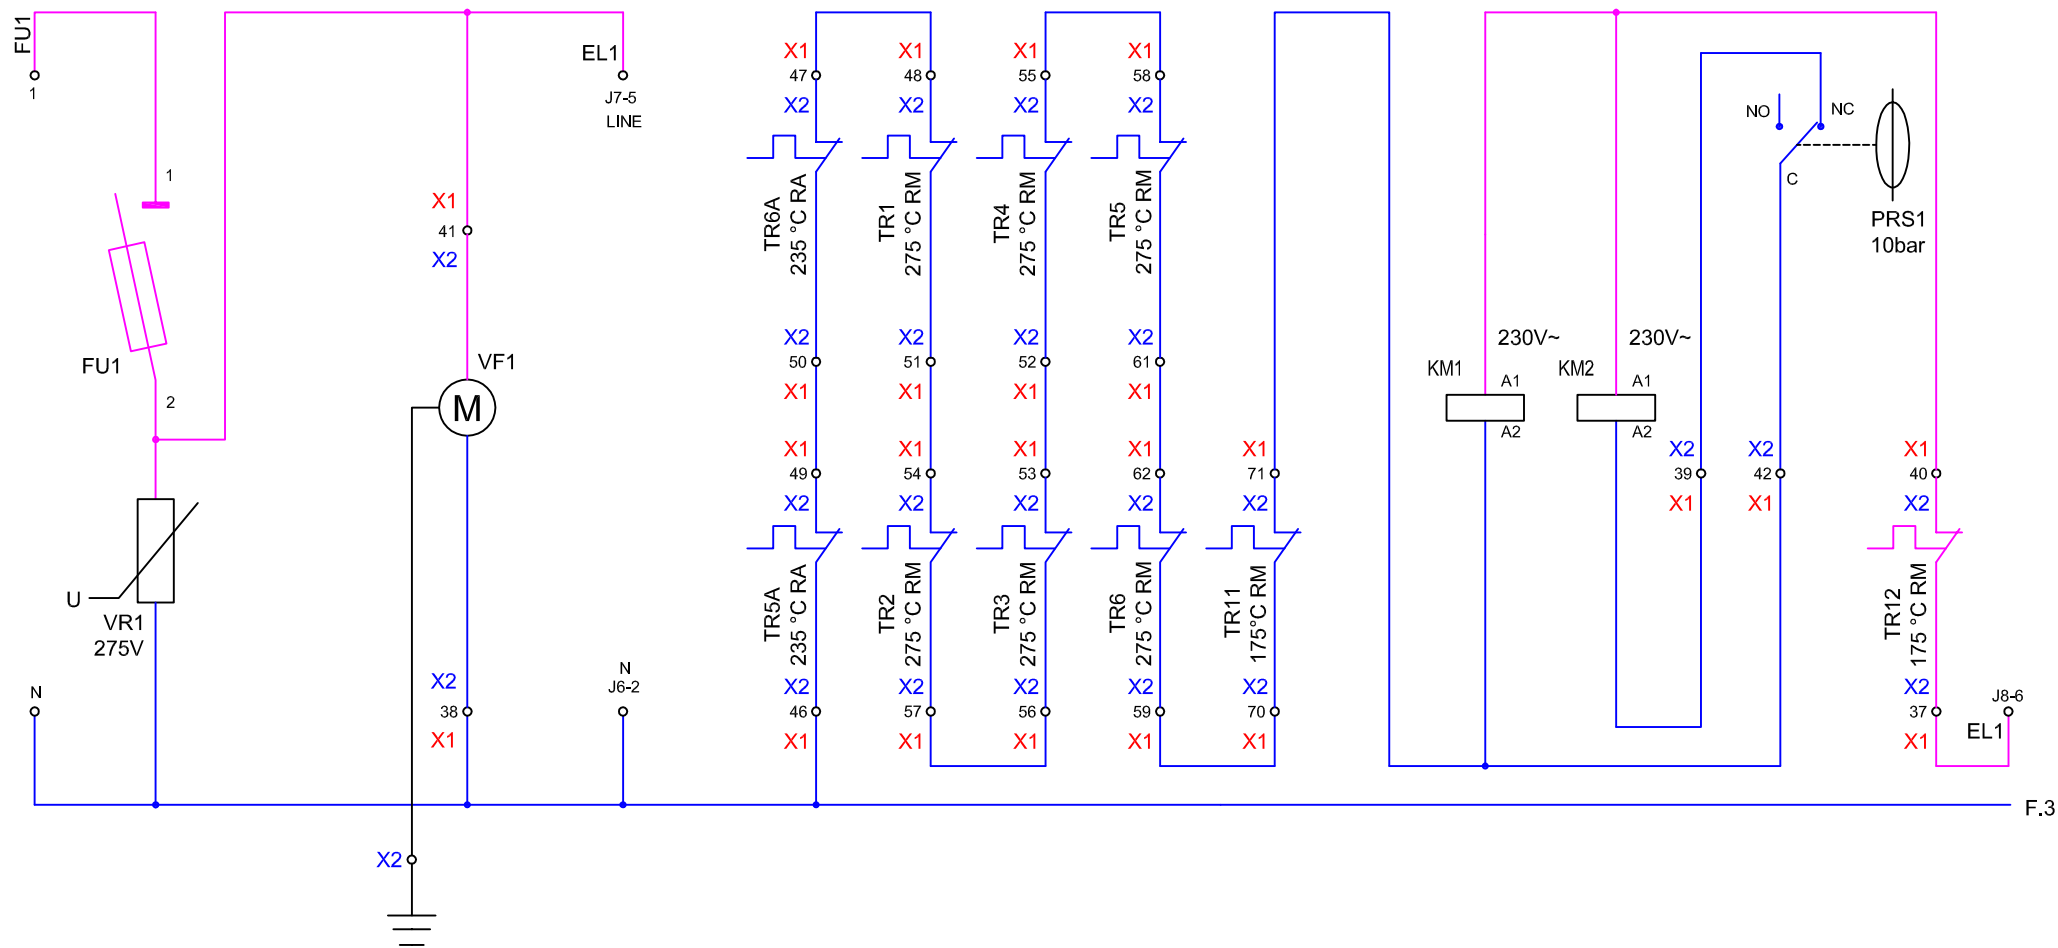 FU1
1
1
FU1
2
U
VR1
275V
N
EL1
J7-5
LINE
X1
41
X2
VF1
M
X2
38
X1
N
J6-2
X2
X1
47
X2
TR6A
235 °C RA
X2
50
X1
X1
49
X2
TR5A
235 °C RA
X2
46
X1
X1
48
X2
TR1
275 °C RM
X2
51
X1
X1
54
X2
TR2
275 °C RM
X2
57
X1
X1
55
X2
TR4
275 °C RM
X2
52
X1
X1
53
X2
TR3
275 °C RM
X2
56
X1
X1
58
X2
TR5
275 °C RM
X2
61
X1
X1
62
X2
TR6
275 °C RM
X2
59
X1
X1
71
X2
TR11
175°C RM
X2
70
X1
230V~
KM1
A1
A2
230V~
KM2
A1
A2
X2
39
X1
X2
42
X1
NO
NC
C
PRS1
10bar
X1
40
X2
TR12
175 °C RM
X2
37
X1
J8-6
EL1
F.3